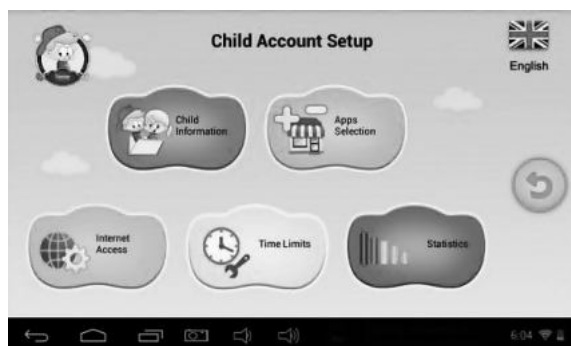 Child Account Setup
English
Child
Information
Apps
Selection
Internet
Access
Time Limits
Statistics
6:04